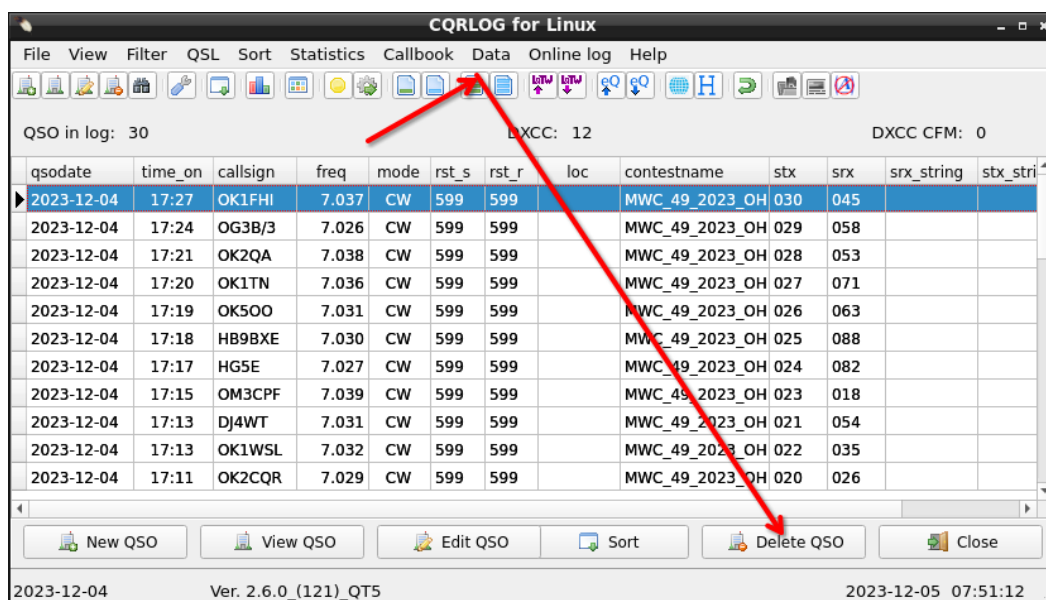 CQRLOG for Linux
File View Filter QSL Sort Statistics Callbook Data Online log Help
LoTW LoTW eQ eQ H
QSO in log: 30 DXCC: 12 DXCC CFM: 0
qsodate time_on callsign freq mode rst_s rst_r loc contestname stx srx srx_string stx_stri
2023-12-04 17:27 OK1FHI 7.037 CW 599 599 MWC_49_2023_OH 030 045
2023-12-04 17:24 OG3B/3 7.026 CW 599 599 MWC_49_2023_OH 029 058
2023-12-04 17:21 OK2QA 7.038 CW 599 599 MWC_49_2023_OH 028 053
2023-12-04 17:20 OK1TN 7.036 CW 599 599 MWC_49_2023_OH 027 071
2023-12-04 17:19 OK5OO 7.031 CW 599 599 MWC_49_2023_OH 026 063
2023-12-04 17:18 HB9BXE 7.030 CW 599 599 MWC_49_2023_OH 025 088
2023-12-04 17:17 HG5E 7.027 CW 599 599 MWC_49_2023_OH 024 082
2023-12-04 17:15 OM3CPF 7.039 CW 599 599 MWC_49_2023_OH 023 018
2023-12-04 17:13 DJ4WT 7.031 CW 599 599 MWC_49_2023_OH 021 054
2023-12-04 17:13 OK1WSL 7.032 CW 599 599 MWC_49_2023_OH 022 035
2023-12-04 17:11 OK2CQR 7.029 CW 599 599 MWC_49_2023_OH 020 026
New QSO View QSO Edit QSO Sort Delete QSO Close
2023-12-04 Ver. 2.6.0_(121)_QT5 2023-12-05 07:51:12